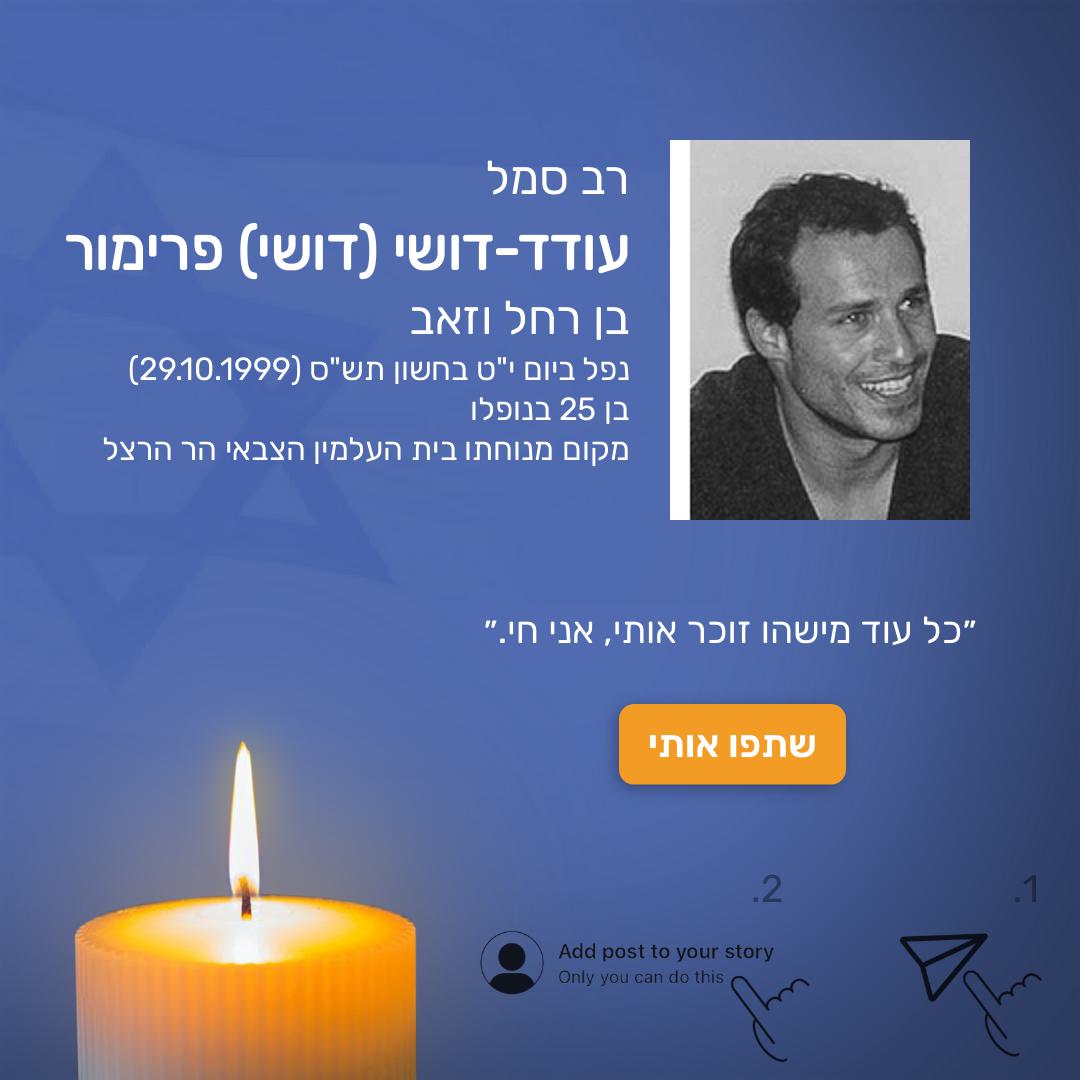 רב סמל
עודד-דושי (דושי) פרימור
בן רחל וזאב
נפל ביום י"ט בחשון תש"ס (29.10.1999)
בן 25 בנופלו
מקום מנוחתו בית העלמין הצבאי הר הרצל
״כל עוד מישהו זוכר אותי, אני חי.״
שתפו אותי
1.
2.
Add post to your story
Only you can do this